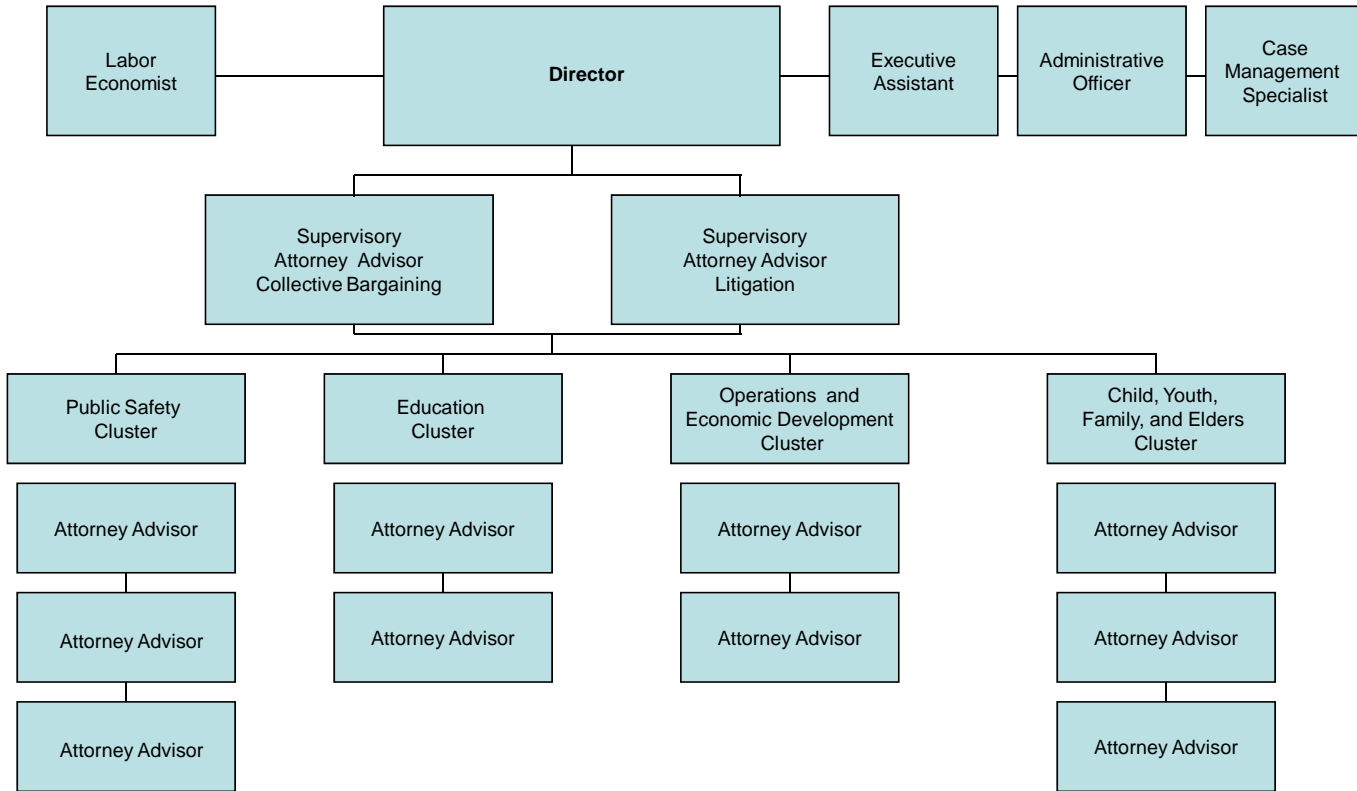 Labor
Economist
Director
Executive
Assistant
Administrative
Officer
Case
Management
Specialist
Supervisory
Attorney Advisor
Collective Bargaining
Supervisory
Attorney Advisor
Litigation
Public Safety
Cluster
Education
Cluster
Operations and
Economic Development
Cluster
Child, Youth,
Family, and Elders
Cluster
Attorney Advisor
Attorney Advisor
Attorney Advisor
Attorney Advisor
Attorney Advisor
Attorney Advisor
Attorney Advisor
Attorney Advisor
Attorney Advisor
Attorney Advisor